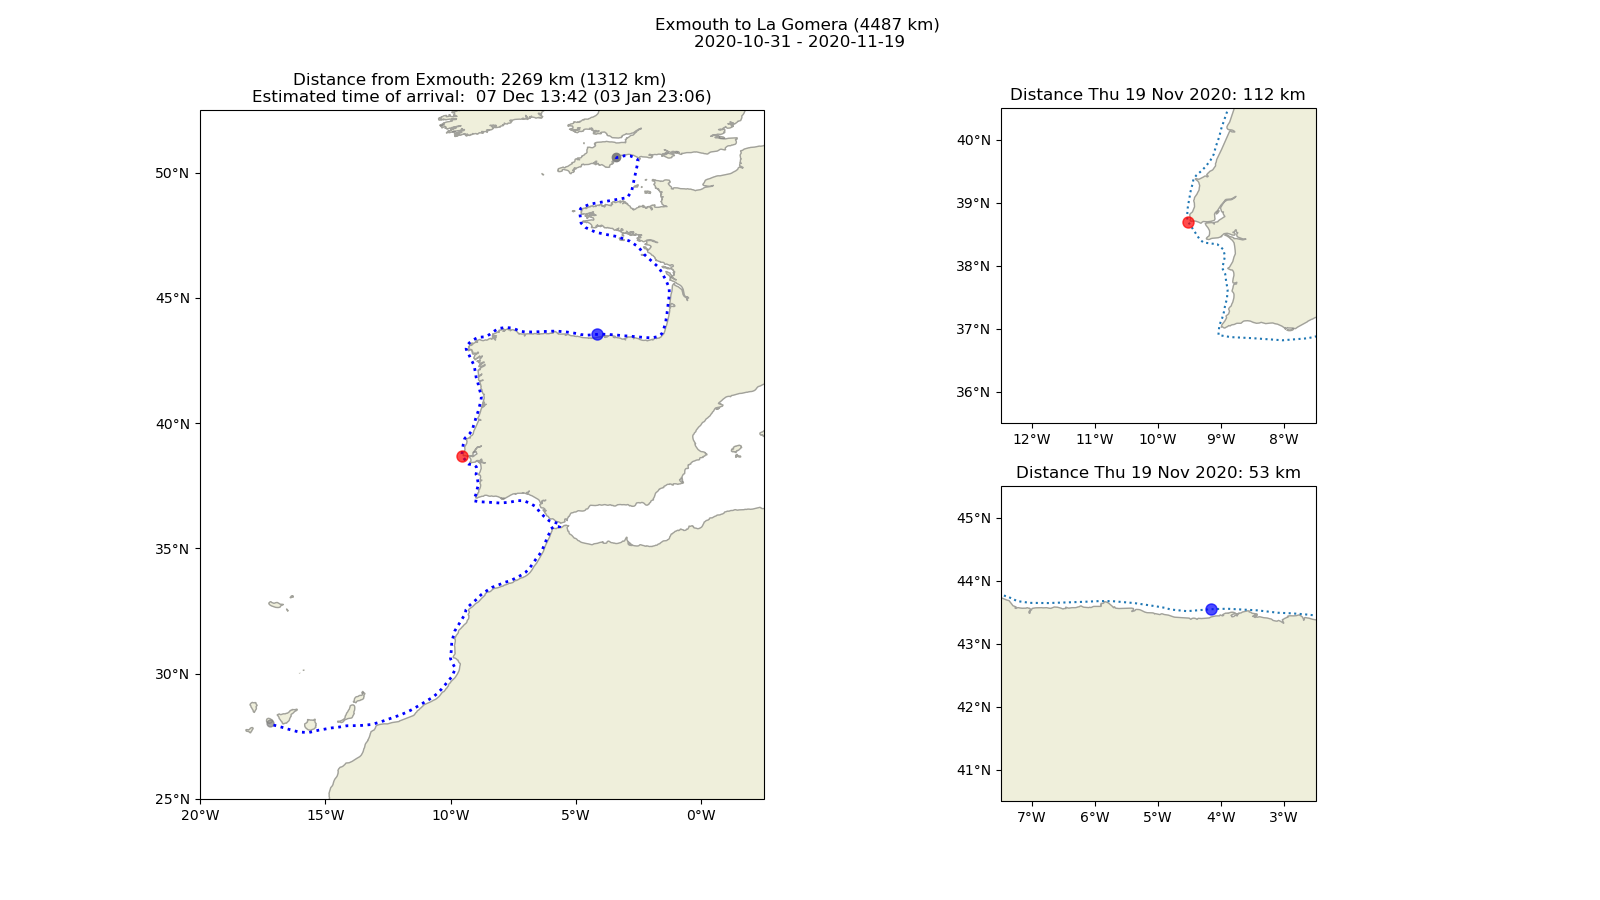 Exmouth to La Gomera (4487 km)
2020-10-31 - 2020-11-19
Distance from Exmouth: 2269 km (1312 km)
Estimated time of arrival:  07 Dec 13:42 (03 Jan 23:06)
50°N
45°N
40°N
35°N
30°N
25°N
20°W
15°W
10°W
5°W
0°W
Distance Thu 19 Nov 2020: 112 km
40°N
39°N
38°N
37°N
36°N
12°W
11°W
10°W
9°W
8°W
Distance Thu 19 Nov 2020: 53 km
45°N
44°N
43°N
42°N
41°N
7°W
6°W
5°W
4°W
3°W